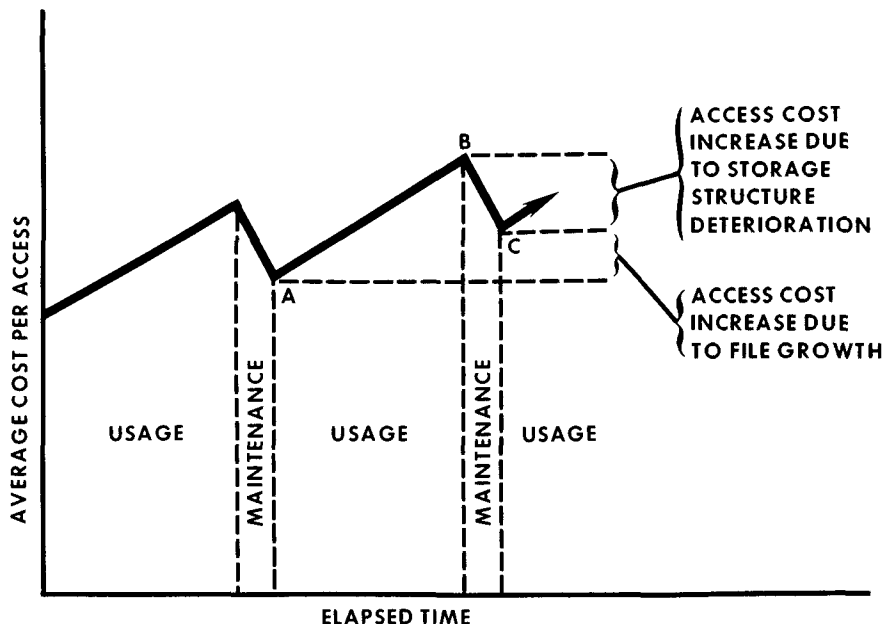 AVERAGE COST PER ACCESS
B
A
C
ACCESS COST
INCREASE DUE
TO STORAGE
STRUCTURE
DETERIORATION
ACCESS COST
INCREASE DUE
TO FILE GROWTH
USAGE
MAINTENANCE
USAGE
MAINTENANCE
USAGE
ELAPSED TIME